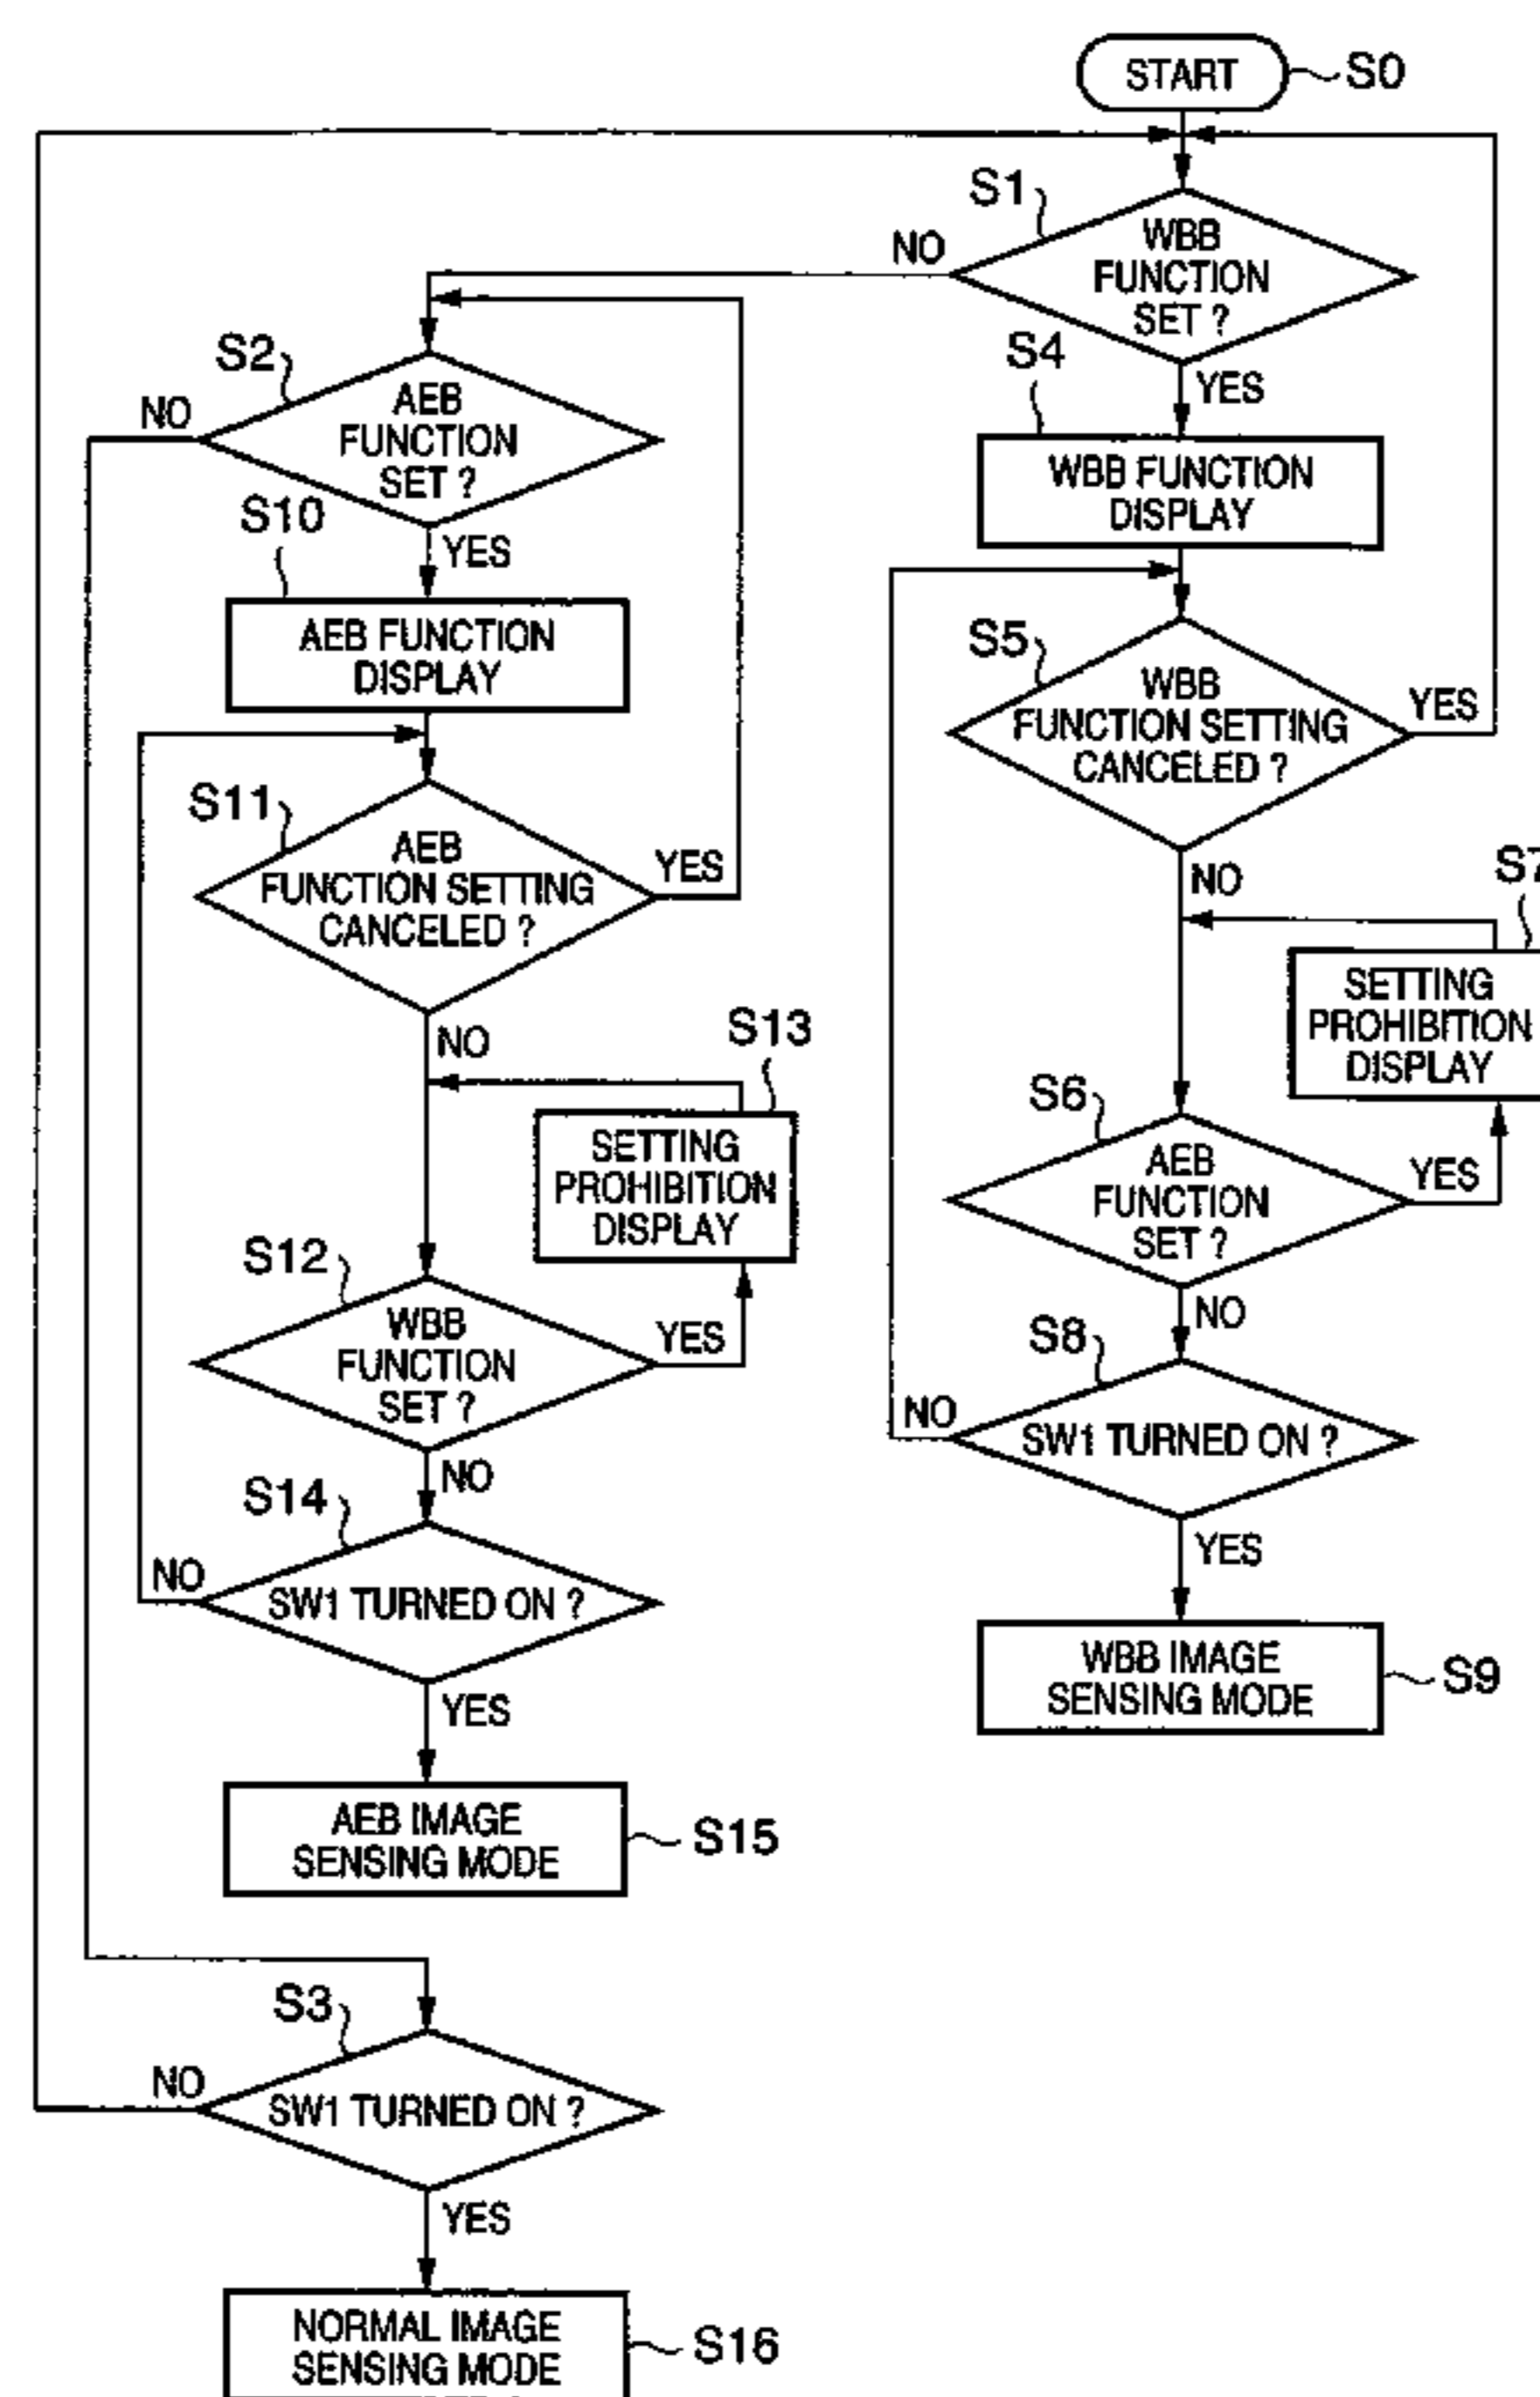 START
S0
S1
WBB
FUNCTION
SET ?
NO
YES
S2
AEB
FUNCTION
SET ?
NO
YES
S4
WBB FUNCTION
DISPLAY
S10
AEB FUNCTION
DISPLAY
S5
WBB
FUNCTION SETTING
CANCELED ?
YES
NO
S11
AEB
FUNCTION SETTING
CANCELED ?
YES
NO
S7
SETTING
PROHIBITION
DISPLAY
S13
SETTING
PROHIBITION
DISPLAY
S6
AEB
FUNCTION
SET ?
YES
NO
S12
WBB
FUNCTION
SET ?
YES
NO
S8
SW1 TURNED ON ?
NO
YES
S14
SW1 TURNED ON ?
NO
YES
WBB IMAGE
SENSING MODE
S9
AEB IMAGE
SENSING MODE
S15
S3
SW1 TURNED ON ?
NO
YES
NORMAL IMAGE
SENSING MODE
S16